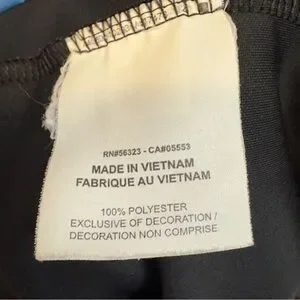 RN#56323 - CA#05553
MADE IN VIETNAM
FABRIQUE AU VIETNAM
100% POLYESTER
EXCLUSIVE OF DECORATION /
DECORATION NON COMPRISE